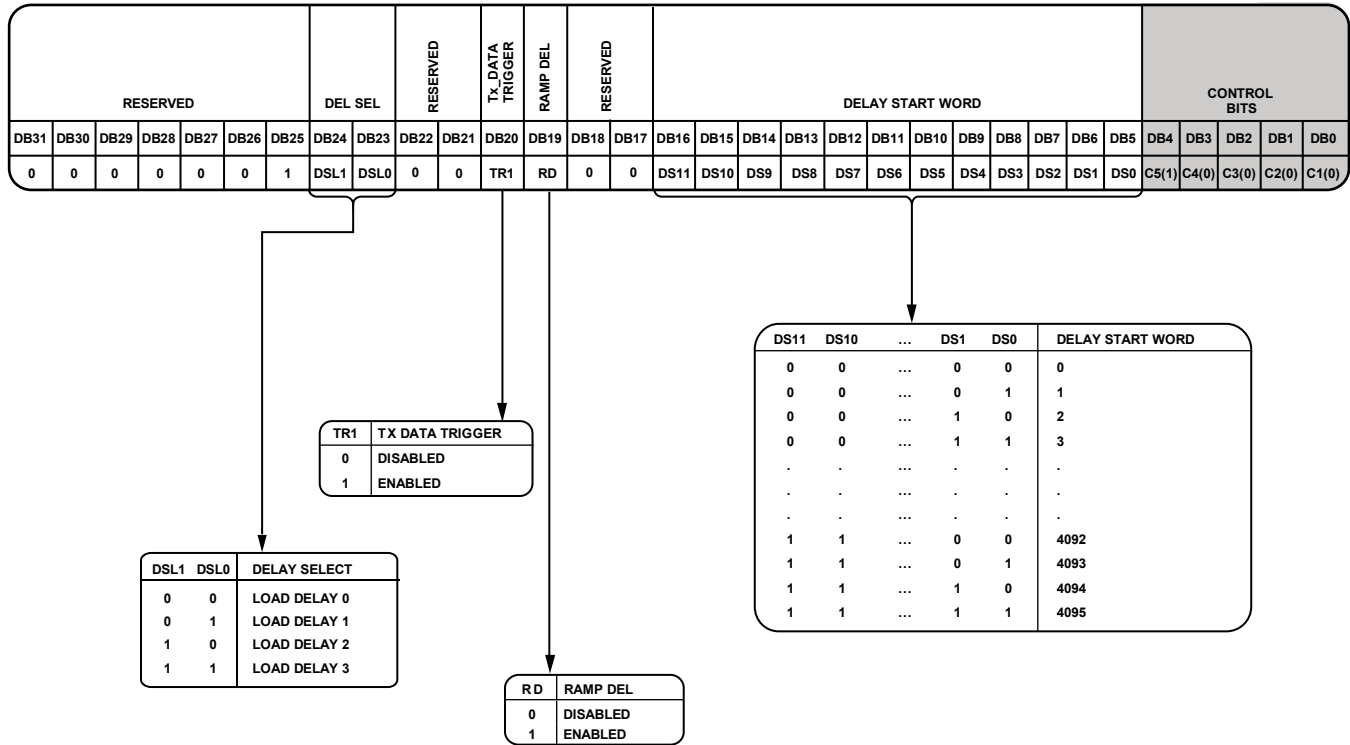 RESERVED DEL SEL RESERVED Tx_DATA TRIGGER RAMP DEL RESERVED DELAY START WORD CONTROL BITS
DB31 DB30 DB29 DB28 DB27 DB26 DB25 DB24 DB23 DB22 DB21 DB20 DB19 DB18 DB17 DB16 DB15 DB14 DB13 DB12 DB11 DB10 DB9 DB8 DB7 DB6 DB5 DB4 DB3 DB2 DB1 DB0
0 0 0 0 0 0 1 DSL1 DSL0 0 0 TR1 RD 0 0 DS11 DS10 DS9 DS8 DS7 DS6 DS5 DS4 DS3 DS2 DS1 DS0 C5(1) C4(0) C3(0) C2(0) C1(0)
DS11 DS10 ... DS1 DS0 DELAY START WORD
0 0 ... 0 0 0
0 0 ... 0 1 1
0 0 ... 1 0 2
0 0 ... 1 1 3
. . ... . . .
. . ... . . .
. . ... . . .
1 1 ... 0 0 4092
1 1 ... 0 1 4093
1 1 ... 1 0 4094
1 1 ... 1 1 4095
TR1 TX DATA TRIGGER
0 DISABLED
1 ENABLED
DSL1 DSL0 DELAY SELECT
0 0 LOAD DELAY 0
0 1 LOAD DELAY 1
1 0 LOAD DELAY 2
1 1 LOAD DELAY 3
RD RAMP DEL
0 DISABLED
1 ENABLED